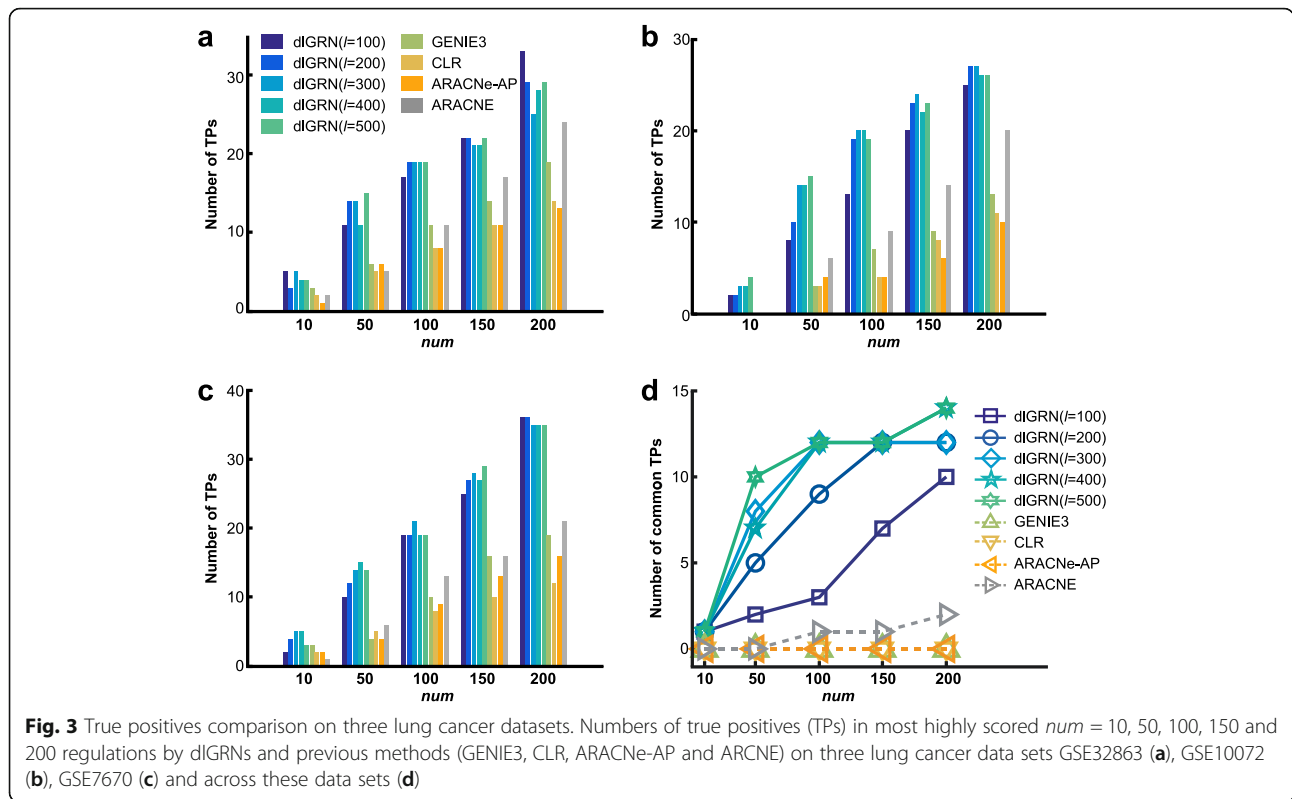 a
dlGRN(l=100)
dlGRN(l=200)
dlGRN(l=300)
dlGRN(l=400)
dlGRN(l=500)
GENIE3
CLR
ARACNe-AP
ARACNE
Number of TPs
30
20
10
0
10 50 100 150 200
num
b
Number of TPs
30
20
10
0
10 50 100 150 200
num
c
Number of TPs
40
30
20
10
0
10 50 100 150 200
num
d
Number of common TPs
15
10
5
0
10 50 100 150 200
num
dlGRN(l=100)
dlGRN(l=200)
dlGRN(l=300)
dlGRN(l=400)
dlGRN(l=500)
GENIE3
CLR
ARACNe-AP
ARACNE
Fig. 3 True positives comparison on three lung cancer datasets. Numbers of true positives (TPs) in most highly scored num = 10, 50, 100, 150 and
200 regulations by dlGRNs and previous methods (GENIE3, CLR, ARACNe-AP and ARCNE) on three lung cancer data sets GSE32863 (a), GSE10072
(b), GSE7670 (c) and across these data sets (d)